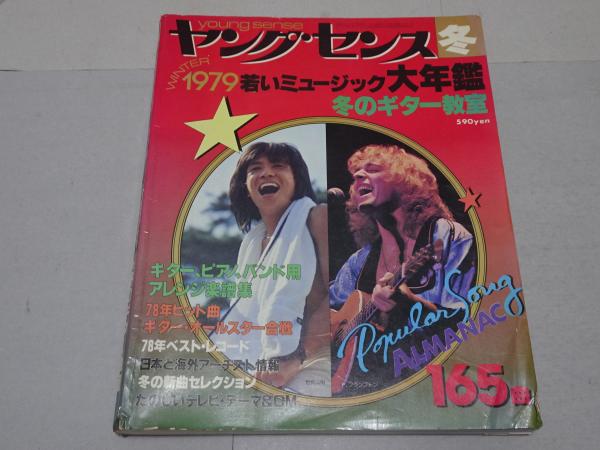 young sense
ヤング・センス 冬
WINTER
1979 若いミュージック大年鑑
冬のギター教室
590yen
ギター、ピアノ、バンド用
アレンジ楽譜集
78年ヒット曲
ギター・オールスター合戦
78年ベスト・レコード
日本と海外アーチスト情報
冬の新曲セレクション
たのしいテレビ・テーマ&CM
Popular Song
ALMANAC
165曲